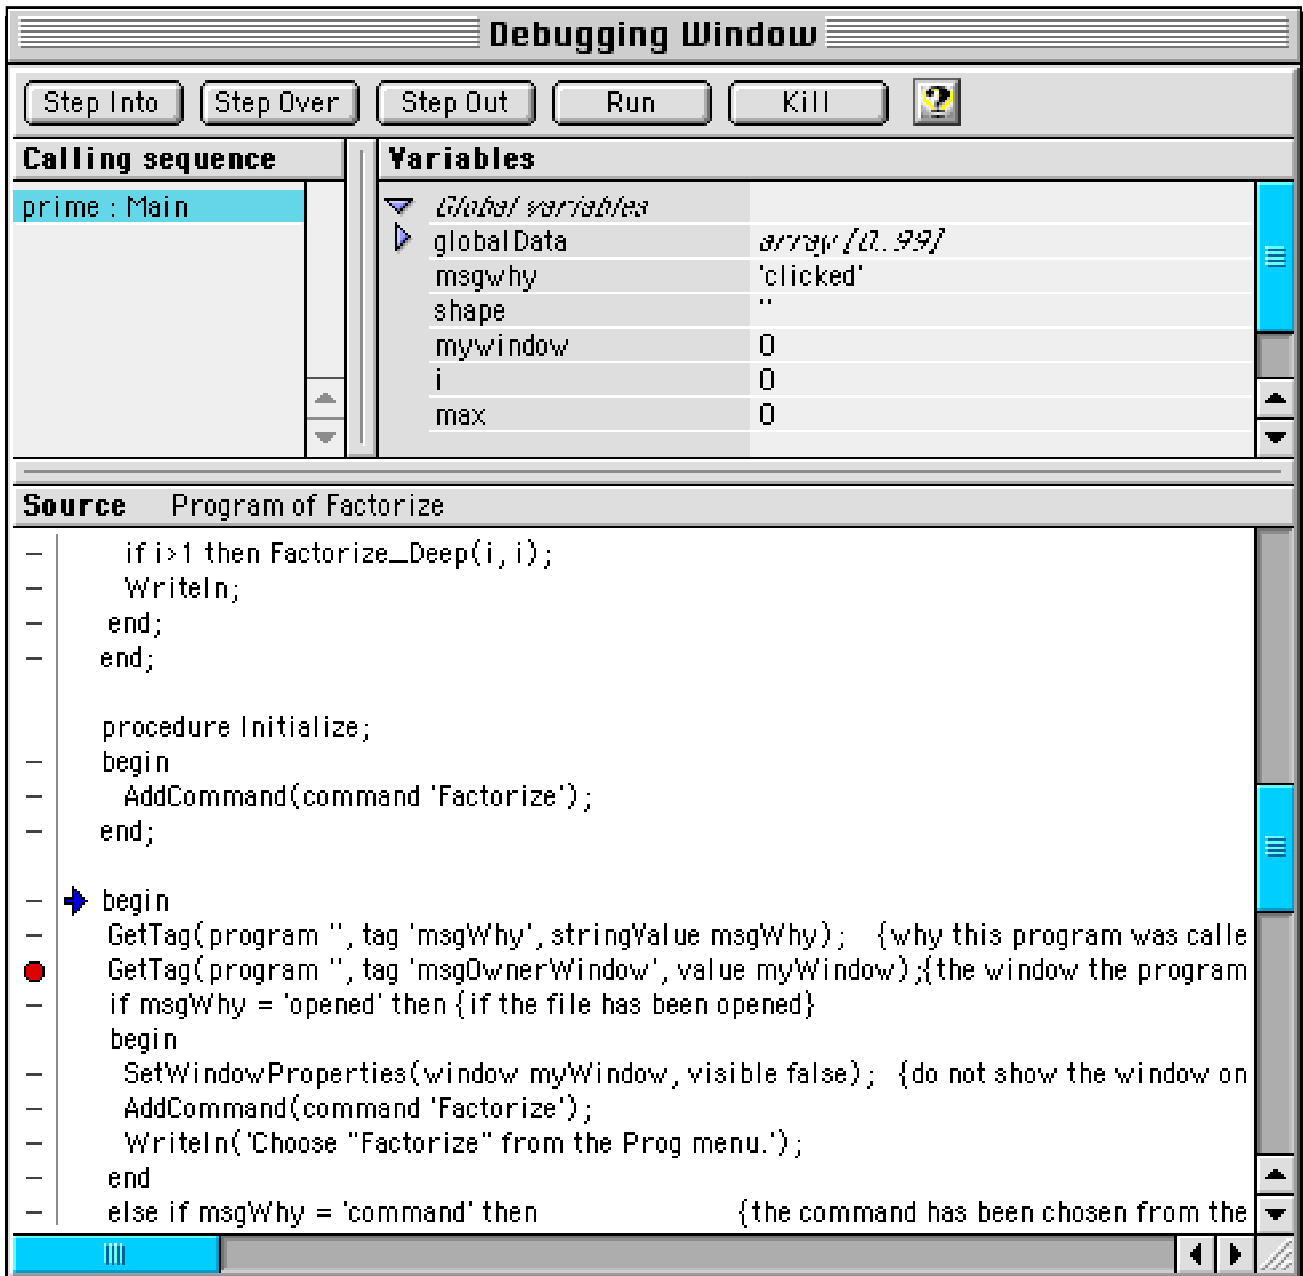 Debugging Window
Step Into Step Over Step Out Run Kill ?
Calling sequence
prime : Main
Variables
Global variables
globalData array [0..99]
msgwhy 'clicked'
shape ''
mywindow 0
i 0
max 0
Source Program of Factorize
if i>1 then Factorize_Deep(i, i);
Writeln;
end;
end;
procedure Initialize;
begin
AddCommand(command 'Factorize');
end;
begin
GetTag(program '', tag 'msgWhy', stringValue msgWhy); {why this program was calle
GetTag(program '', tag 'msgOwnerWindow', value myWindow);{the window the program
if msgWhy = 'opened' then {if the file has been opened}
begin
SetWindowProperties(window myWindow, visible false); {do not show the window on
AddCommand(command 'Factorize');
Writeln('Choose "Factorize" from the Prog menu.');
end
else if msgWhy = 'command' then {the command has been chosen from the